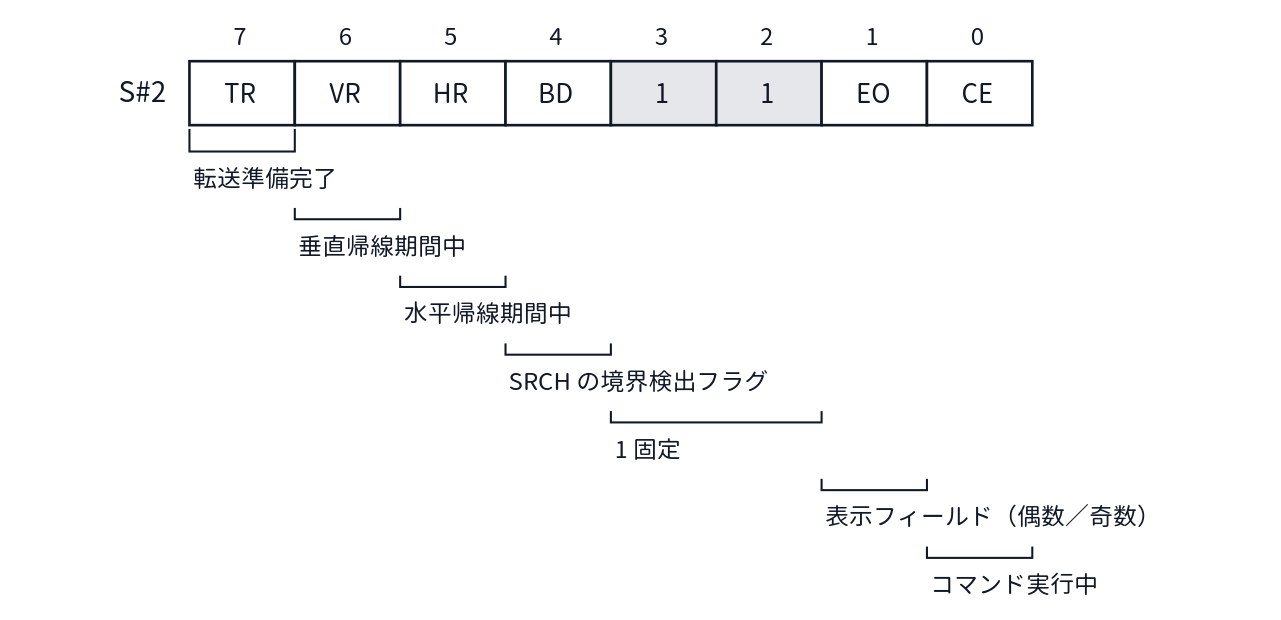 7 6 5 4 3 2 1 0
S#2 TR VR HR BD 1 1 EO CE
転送準備完了
垂直帰線期間中
水平帰線期間中
SRCH の境界検出フラグ
1 固定
表示フィールド（偶数／奇数）
コマンド実行中